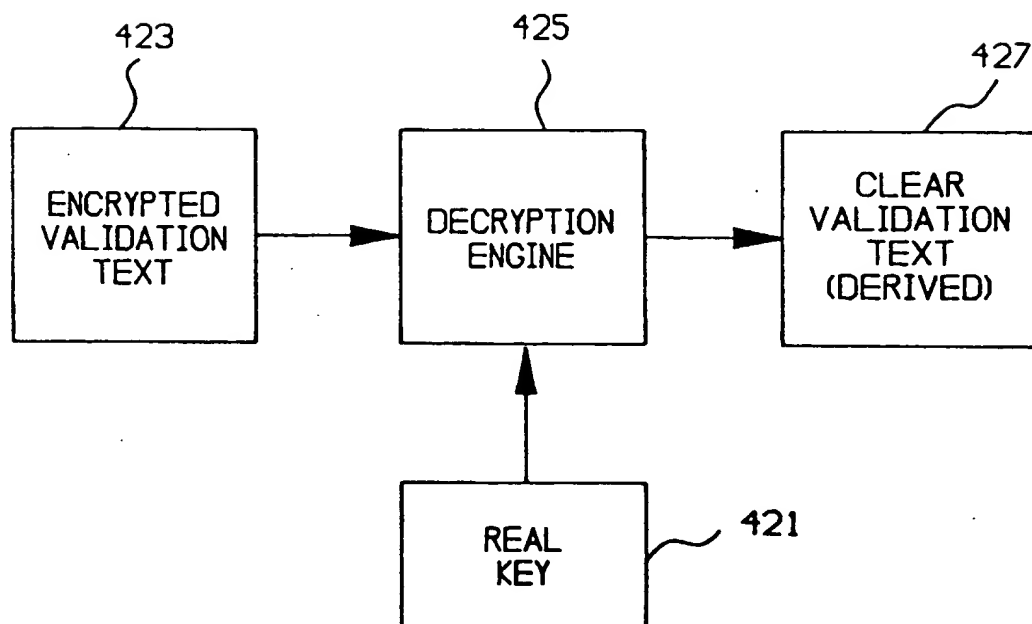 423
425
427
ENCRYPTED
VALIDATION
TEXT
DECRYPTION
ENGINE
CLEAR
VALIDATION
TEXT
(DERIVED)
REAL
KEY
421